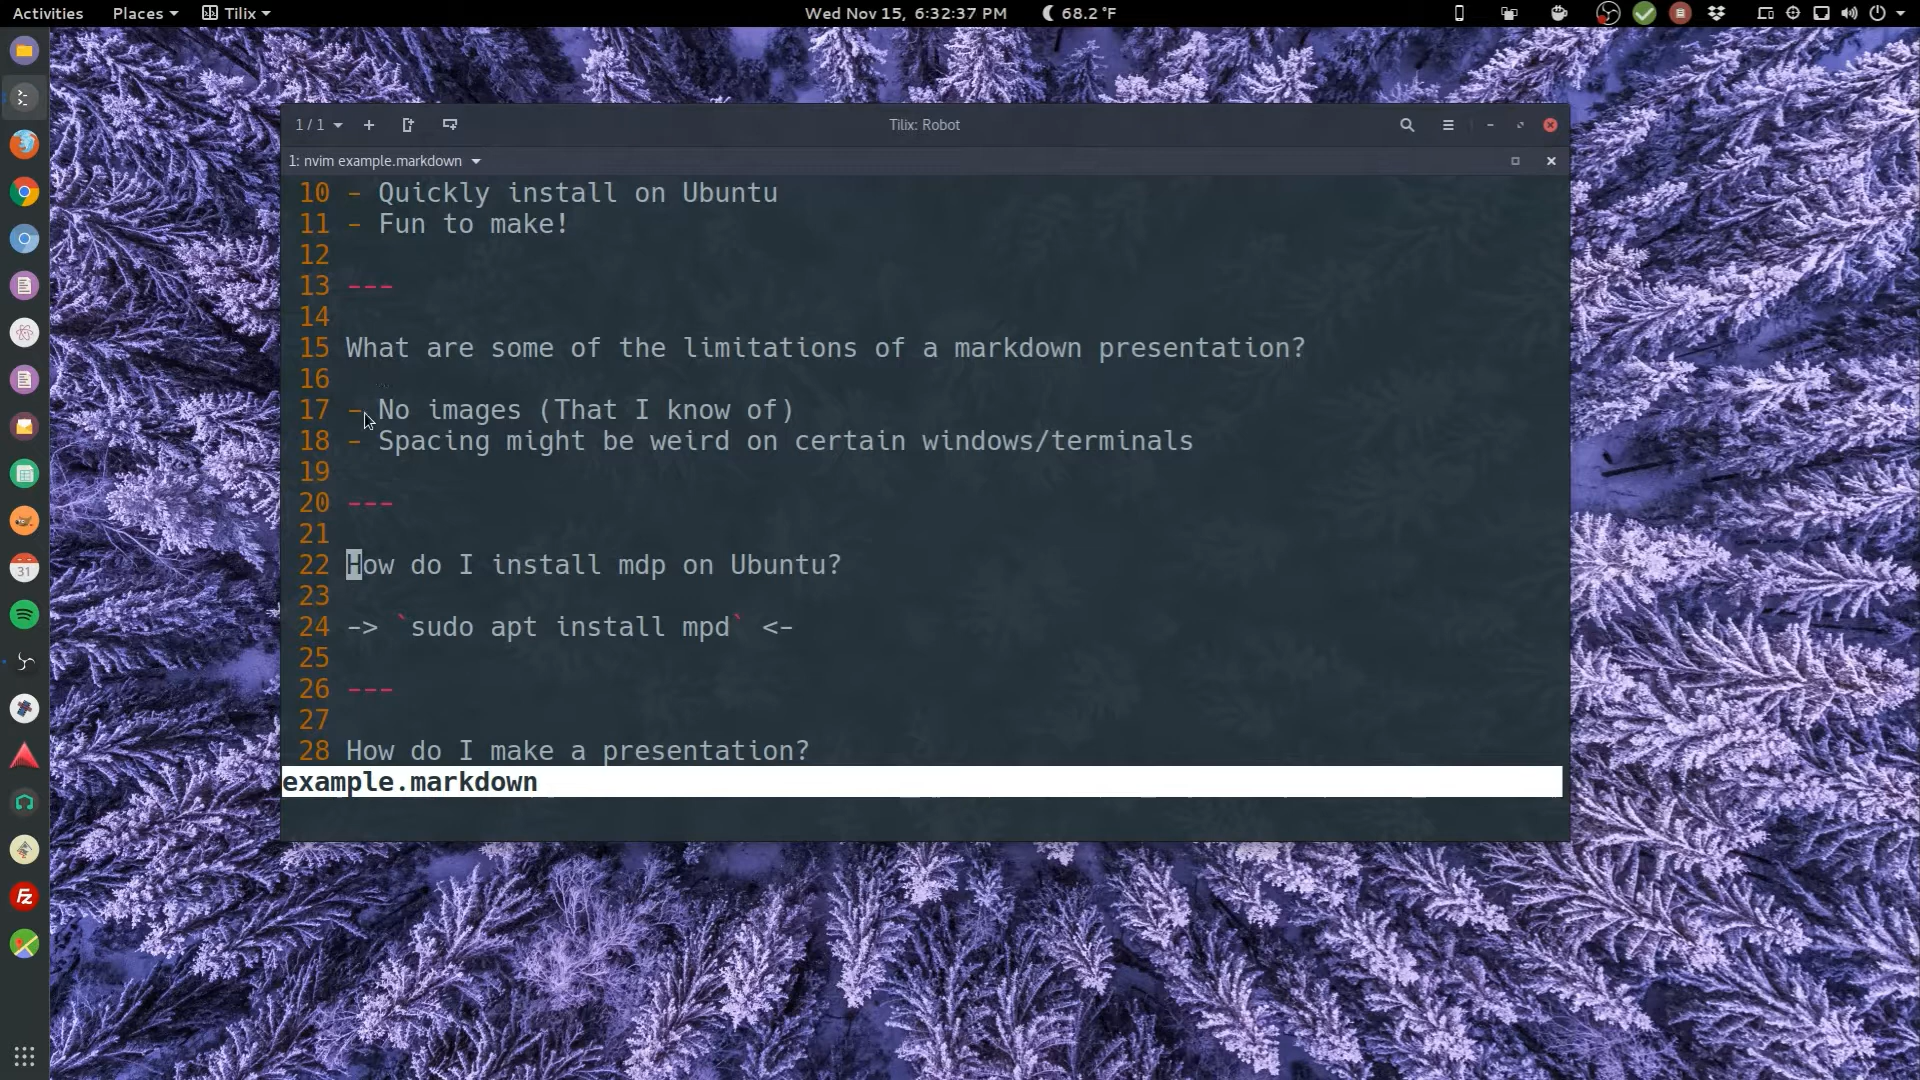 Activities Places Tilix Wed Nov 15, 6:32:37 PM 68.2 °F
1 / 1 Tilix: Robot
1: nvim example.markdown
10 - Quickly install on Ubuntu
11 - Fun to make!
12
13 ---
14
15 What are some of the limitations of a markdown presentation?
16
17 - No images (That I know of)
18 - Spacing might be weird on certain windows/terminals
19
20 ---
21
22 How do I install mdp on Ubuntu?
23
24 -> `sudo apt install mpd` <-
25
26 ---
27
28 How do I make a presentation?
example.markdown
31
Fz